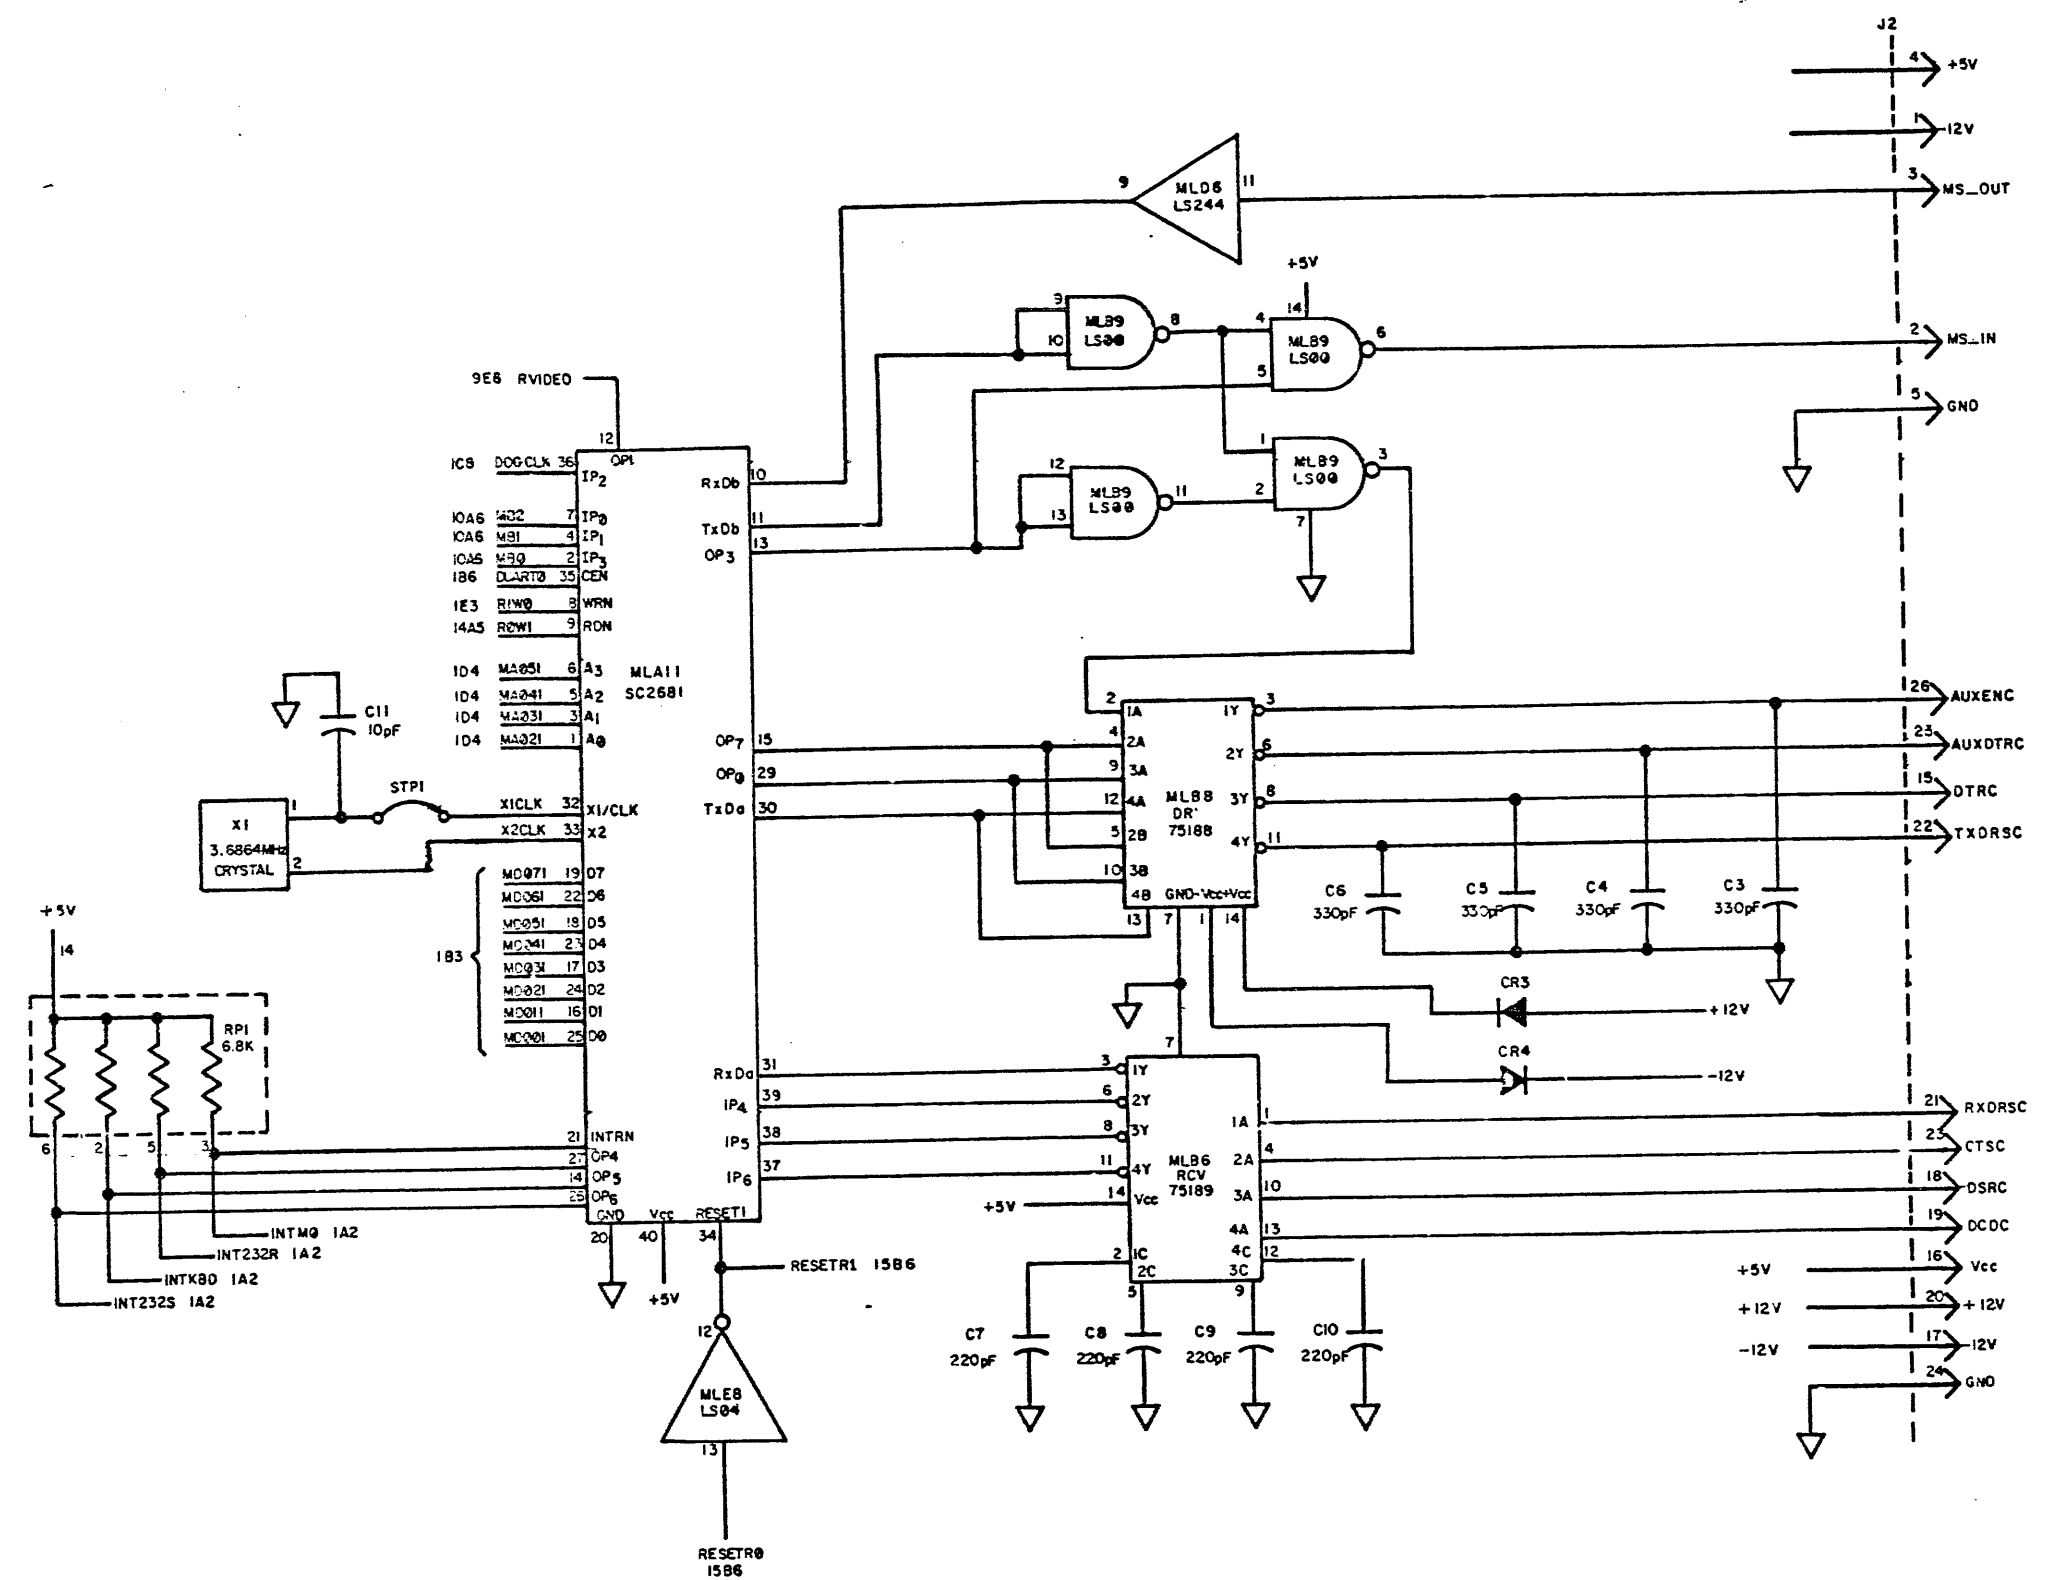 J2
4 +5V
1 -12V
3 MS_OUT
9 MLD6 LS244 11
+5V
14
9 10 MLB9 LS00 8
4 5 MLB9 LS00 6
2 MS_IN
5 GND
12 13 MLB9 LS00 11
1 2 MLB9 LS00 3
7
9E6 RVIDEO
12
OP1
1C9 DOGCLK 36 IP2
10A6 MB2 7 IP0
10A6 MB1 4 IP1
10A6 MB0 2 IP3
1B6 DUART0 35 CEN
1E3 R1W0 8 WRN
14A5 R0W1 9 RDN
1D4 MA051 6 A3
1D4 MA041 5 A2
1D4 MA031 3 A1
1D4 MA021 1 A0
MLA11
SC2681
RxDb 10
TxDb 11
OP3 13
OP7 15
OP0 29
TxDa 30
C11
10pF
STP1
X1
3.6864MHz
CRYSTAL
1
2
X1CLK 32 X1/CLK
X2CLK 33 X2
1B3
MD071 19 D7
MD061 22 D6
MD051 18 D5
MD041 23 D4
MD031 17 D3
MD021 24 D2
MD011 16 D1
MD001 25 D0
2 1A 1Y 3
4 2A
2Y 6
9 3A
12 4A MLB8 3Y 8
DR'
75188
5 2B
4Y 11
10 3B
4B GND -Vcc +Vcc
13 7 1 14
26 AUXENC
23 AUXDTRC
15 DTRC
22 TXDRSC
C6
330pF
C5
330pF
C4
330pF
C3
330pF
CR3
+12V
CR4
-12V
+5V
14
RP1
6.8K
6 2 5 3
21 INTRN
27 OP4
14 OP5
26 OP6
INTM0 1A2
INT232R 1A2
INTKBD 1A2
INT232S 1A2
GND Vcc RESET1
20 40 34
+5V
RESETR1 15B6
12
MLE8
LS04
13
RESETR0
15B6
RxDa 31
IP4 39
IP5 38
IP6 37
7
3 1Y
6 2Y
8 3Y
11 4Y
+5V 14 Vcc
MLB6
RCV
75189
1A 1
2A 4
3A 10
4A 13
2 1C
2C
5
4C 12
3C
9
C7
220pF
C8
220pF
C9
220pF
C10
220pF
21 RXDRSC
23 CTSC
18 DSRC
19 DCDC
+5V 16 Vcc
+12V 20 +12V
-12V 17 -12V
24 GND